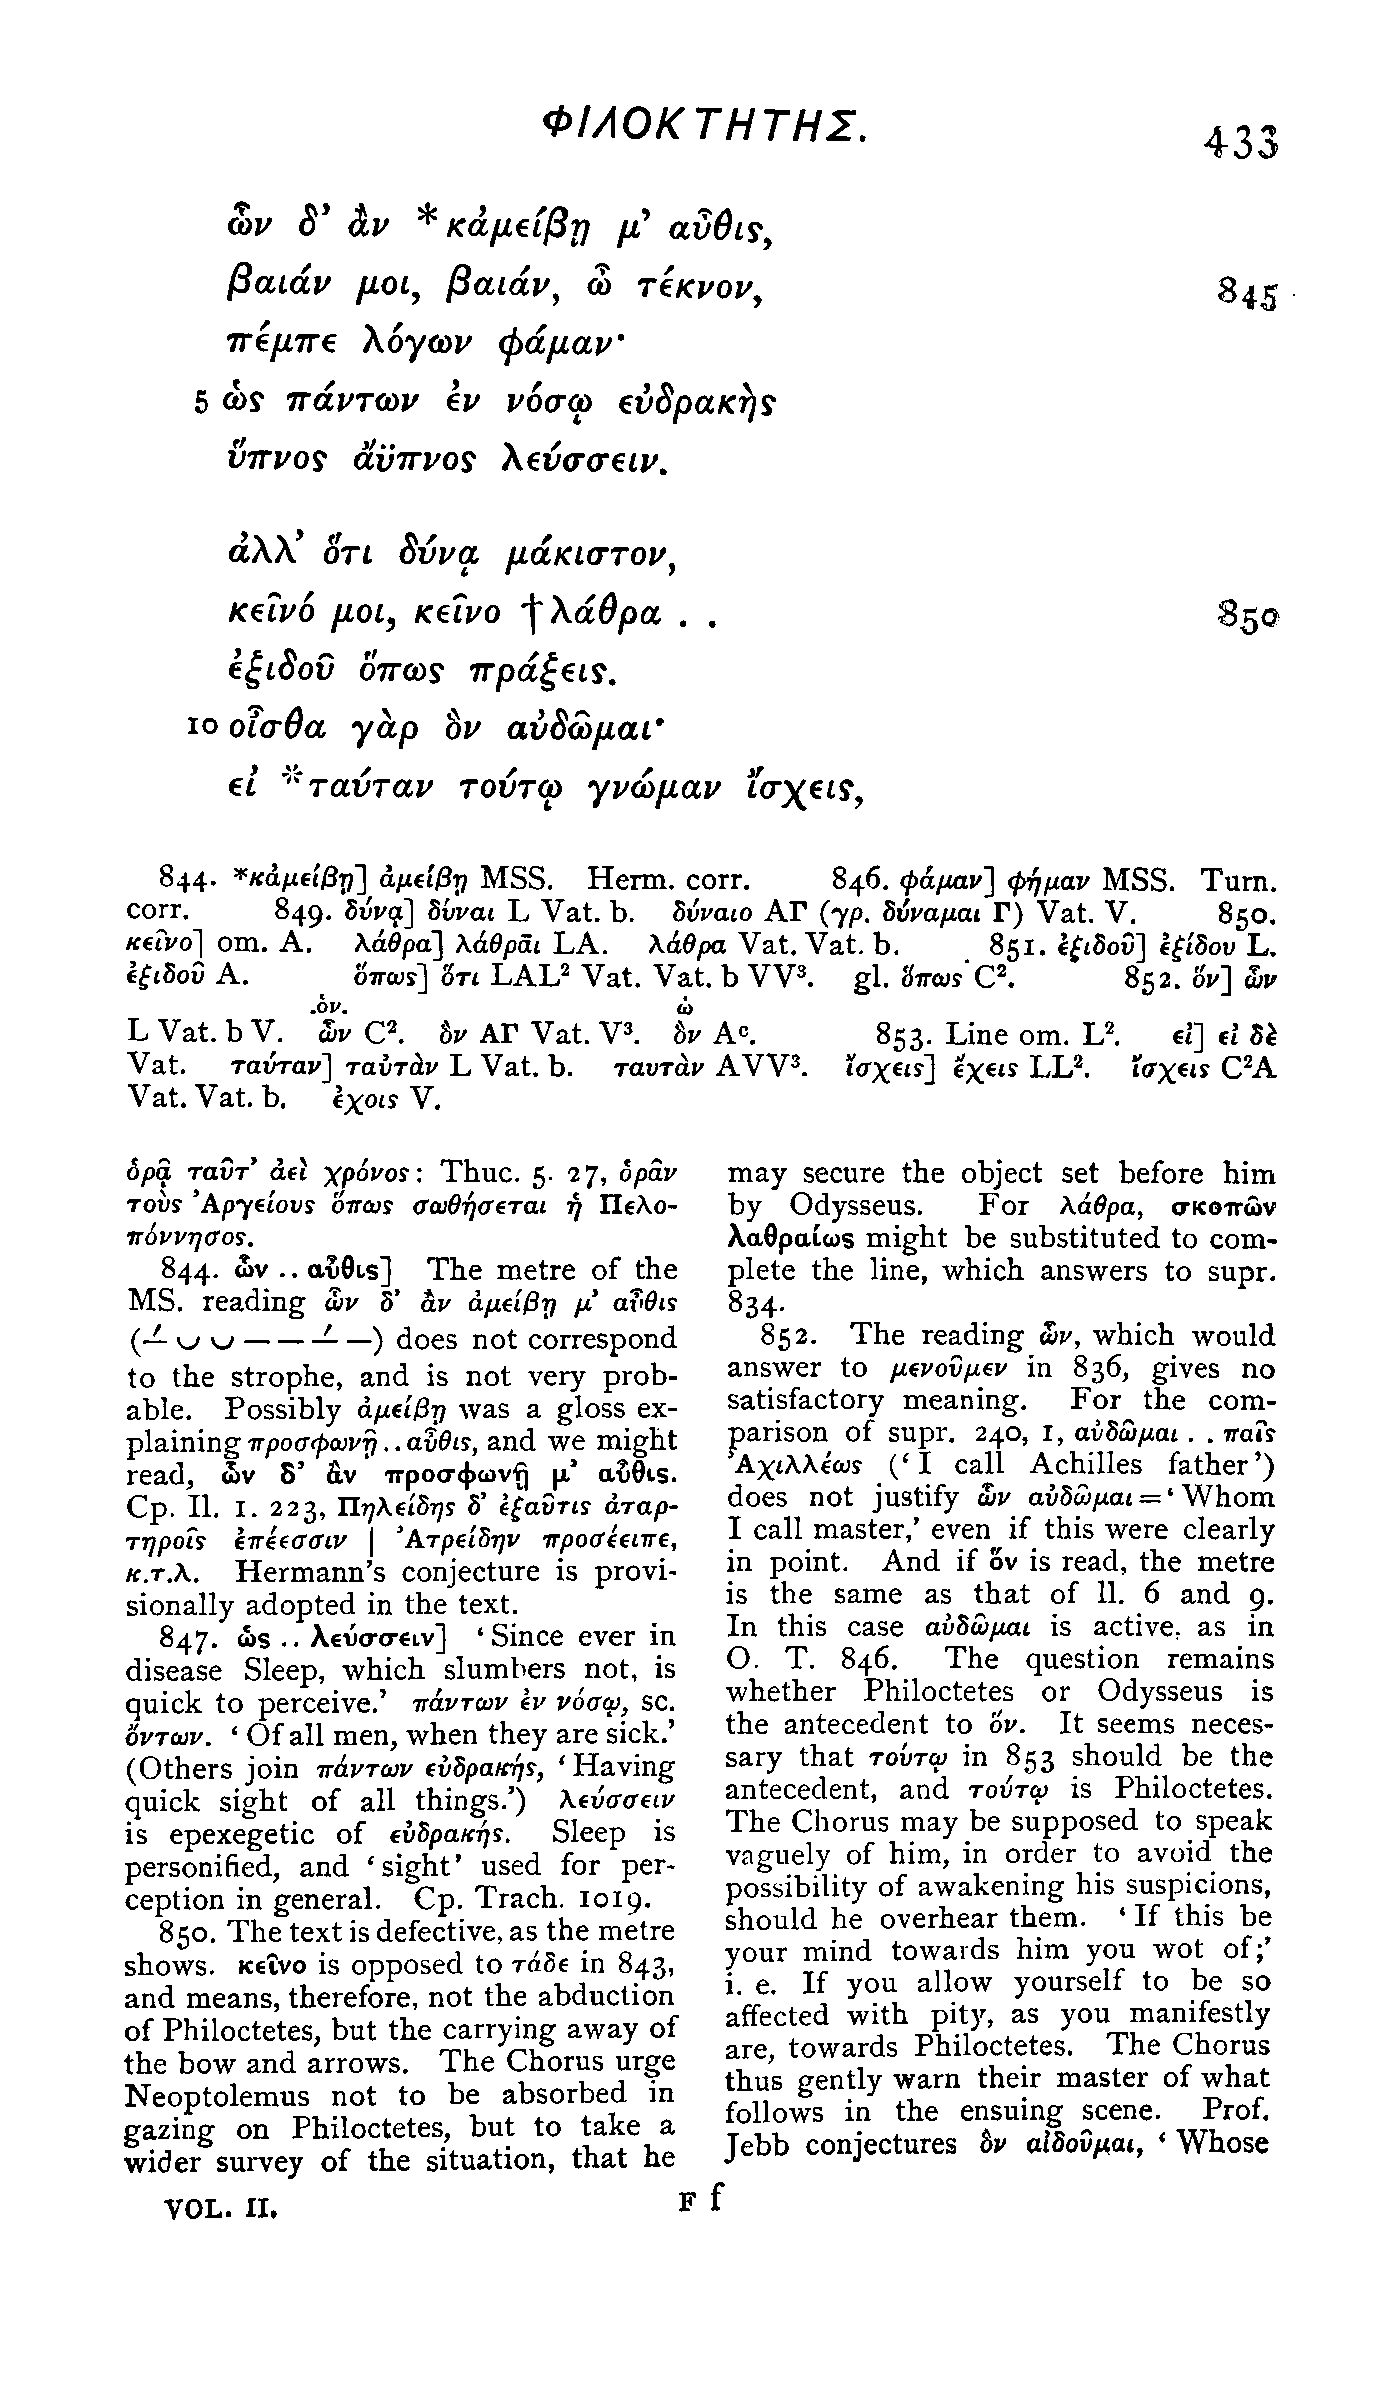 ΦΙΛΟΚΤΗΤΗΣ.
433
ὧν δ’ ἂν *κἀμείβῃ μ’ αὖθις,
βαιάν μοι, βαιάν, ὦ τέκνον, 845
πέμπε λόγων φάμαν·
5 ὡς πάντων ἐν νόσῳ εὐδρακὴς
ὕπνος ἄϋπνος λεύσσειν.
ἀλλ’ ὅτι δύνᾳ μάκιστον,
κεῖνό μοι, κεῖνο †λάθρα . . 850
ἐξιδοῦ ὅπως πράξεις.
10 οἶσθα γὰρ ὃν αὐδῶμαι·
εἰ *ταύταν τούτῳ γνώμαν ἴσχεις,
844. *κἀμείβῃ] ἀμείβῃ MSS. Herm. corr. 846. φάμαν] φήμαν MSS. Turn.
corr. 849. δύνᾳ] δύναι L Vat. b. δύναιο ΑΓ (γρ. δύναμαι Γ) Vat. V. 850.
κεῖνο] om. A. λάθρα] λάθρᾱι LA. λάθρα Vat. Vat. b. 851. ἐξιδοῦ] ἐξίδου L.
ἐξιδοῦ A. ὅπως] ὅτι LAL² Vat. Vat. b VV³. gl. ὅπως C². 852. ὅν] ὧν
.ὁν. ὠ
L Vat. b V. ὧν C². ὃν ΑΓ Vat. V³. ὃν Aᶜ. 853. Line om. L². εἰ] εἰ δὲ
Vat. ταύταν] ταὐτὰν L Vat. b. ταυτὰν AVV³. ἴσχεις] ἔχεις LL². ἴσχεις C²A
Vat. Vat. b. ἔχοις V.
ὁρᾷ ταῦτ’ ἀεὶ χρόνος: Thuc. 5. 27, ὁρᾶν
τοὺς Ἀργείους ὅπως σωθήσεται ἡ Πελο-
πόννησος.
844. ὧν .. αὖθις] The metre of the
MS. reading ὧν δ’ ἂν ἀμείβῃ μ’ αὖθις
(–́ ᴗ ᴗ – – –́ –) does not correspond
to the strophe, and is not very prob-
able. Possibly ἀμείβῃ was a gloss ex-
plaining προσφωνῇ .. αὖθις, and we might
read, ὧν δ’ ἂν προσφωνῇ μ’ αὖθις.
Cp. Il. 1. 223, Πηλείδης δ’ ἐξαῦτις ἀταρ-
τηροῖς ἐπέεσσιν | Ἀτρείδην προσέειπε,
κ.τ.λ. Hermann’s conjecture is provi-
sionally adopted in the text.
847. ὡς .. λεύσσειν] ‘Since ever in
disease Sleep, which slumbers not, is
quick to perceive.’ πάντων ἐν νόσῳ, sc.
ὄντων. ‘Of all men, when they are sick.’
(Others join πάντων εὐδρακής, ‘Having
quick sight of all things.’) λεύσσειν
is epexegetic of εὐδρακής. Sleep is
personified, and ‘sight’ used for per-
ception in general. Cp. Trach. 1019.
850. The text is defective, as the metre
shows. κεῖνο is opposed to τάδε in 843,
and means, therefore, not the abduction
of Philoctetes, but the carrying away of
the bow and arrows. The Chorus urge
Neoptolemus not to be absorbed in
gazing on Philoctetes, but to take a
wider survey of the situation, that he
may secure the object set before him
by Odysseus. For λάθρα, σκοπῶν
λαθραίως might be substituted to com-
plete the line, which answers to supr.
834.
852. The reading ὧν, which would
answer to μενοῦμεν in 836, gives no
satisfactory meaning. For the com-
parison of supr. 240, 1, αὐδῶμαι . . παῖς
Ἀχιλλέως (‘I call Achilles father’)
does not justify ὧν αὐδῶμαι=‘Whom
I call master,’ even if this were clearly
in point. And if ὅν is read, the metre
is the same as that of ll. 6 and 9.
In this case αὐδῶμαι is active, as in
O. T. 846. The question remains
whether Philoctetes or Odysseus is
the antecedent to ὅν. It seems neces-
sary that τούτῳ in 853 should be the
antecedent, and τούτῳ is Philoctetes.
The Chorus may be supposed to speak
vaguely of him, in order to avoid the
possibility of awakening his suspicions,
should he overhear them. ‘If this be
your mind towards him you wot of;’
i. e. If you allow yourself to be so
affected with pity, as you manifestly
are, towards Philoctetes. The Chorus
thus gently warn their master of what
follows in the ensuing scene. Prof.
Jebb conjectures ὃν αἰδοῦμαι, ‘Whose
VOL. II. F f